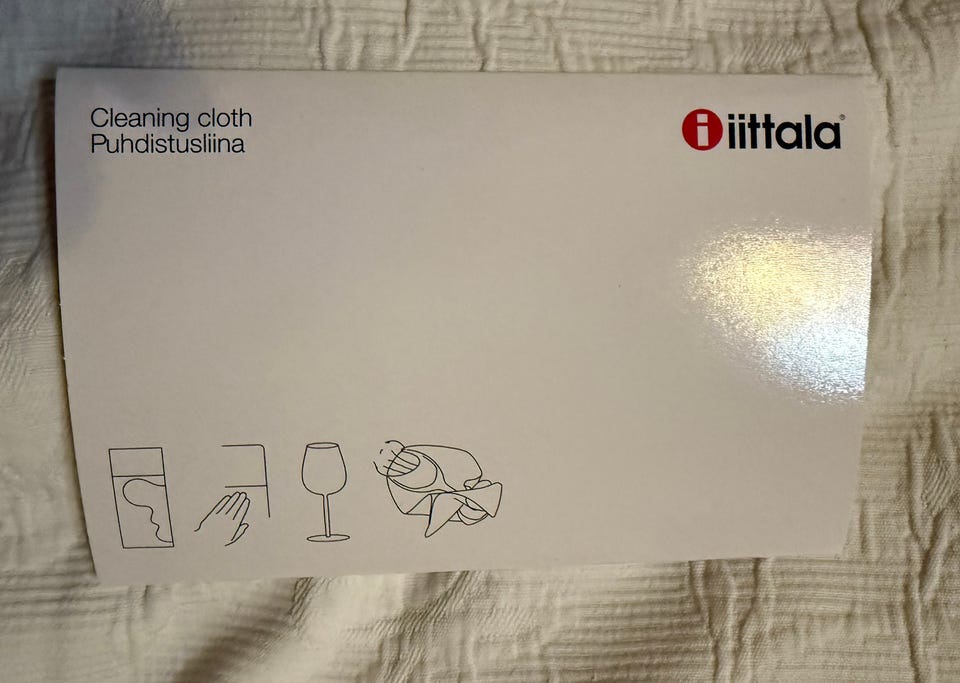 Cleaning cloth
Puhdistusliina
i iittala®